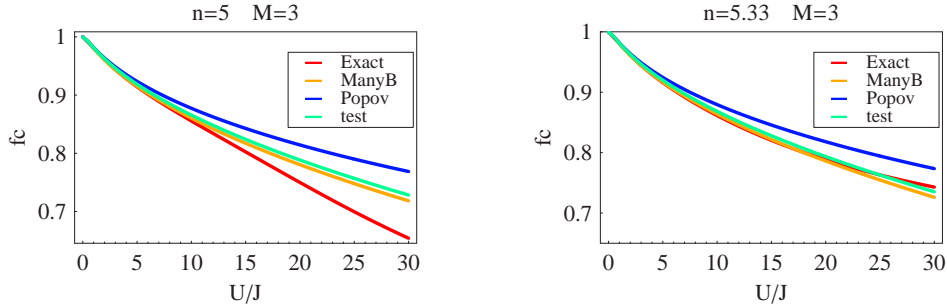 n=5 M=3
fc
1
0.9
0.8
0.7
Exact
ManyB
Popov
test
0 5 10 15 20 25 30
U/J
n=5.33 M=3
fc
1
0.9
0.8
0.7
Exact
ManyB
Popov
test
0 5 10 15 20 25 30
U/J